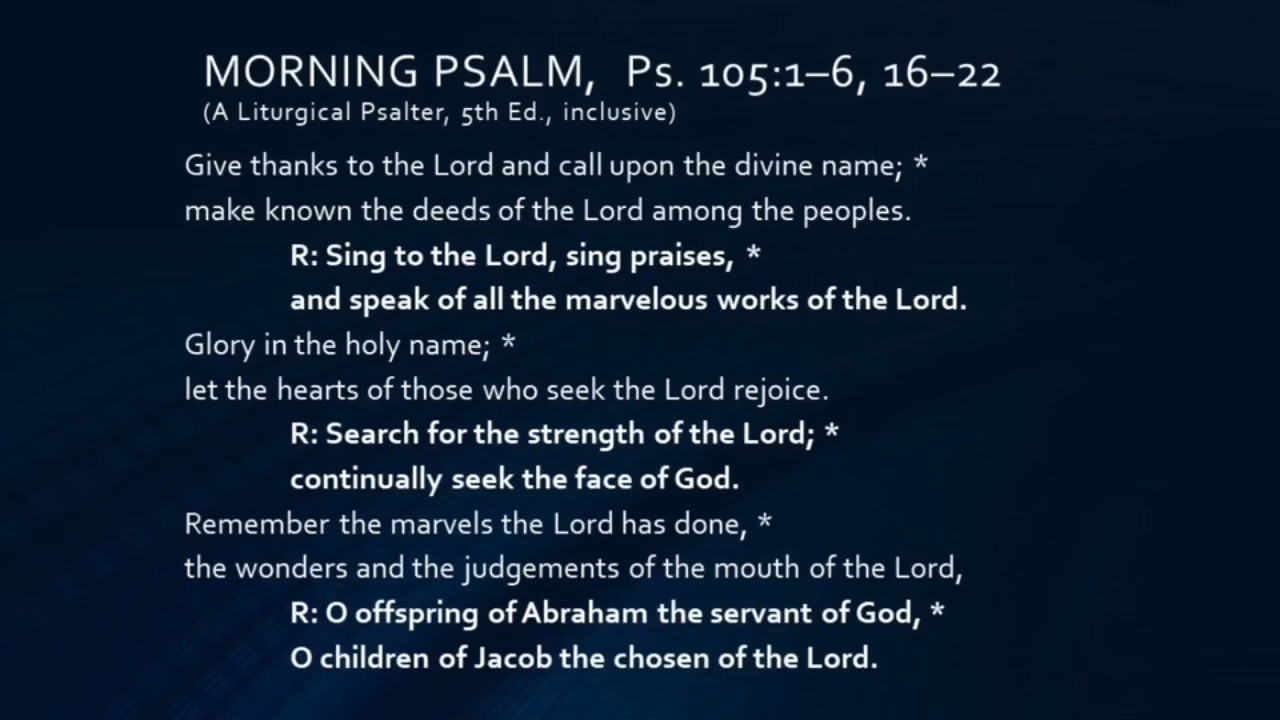 MORNING PSALM, Ps. 105:1–6, 16–22
(A Liturgical Psalter, 5th Ed., inclusive)
Give thanks to the Lord and call upon the divine name; *
make known the deeds of the Lord among the peoples.
R: Sing to the Lord, sing praises, *
and speak of all the marvelous works of the Lord.
Glory in the holy name; *
let the hearts of those who seek the Lord rejoice.
R: Search for the strength of the Lord; *
continually seek the face of God.
Remember the marvels the Lord has done, *
the wonders and the judgements of the mouth of the Lord,
R: O offspring of Abraham the servant of God, *
O children of Jacob the chosen of the Lord.